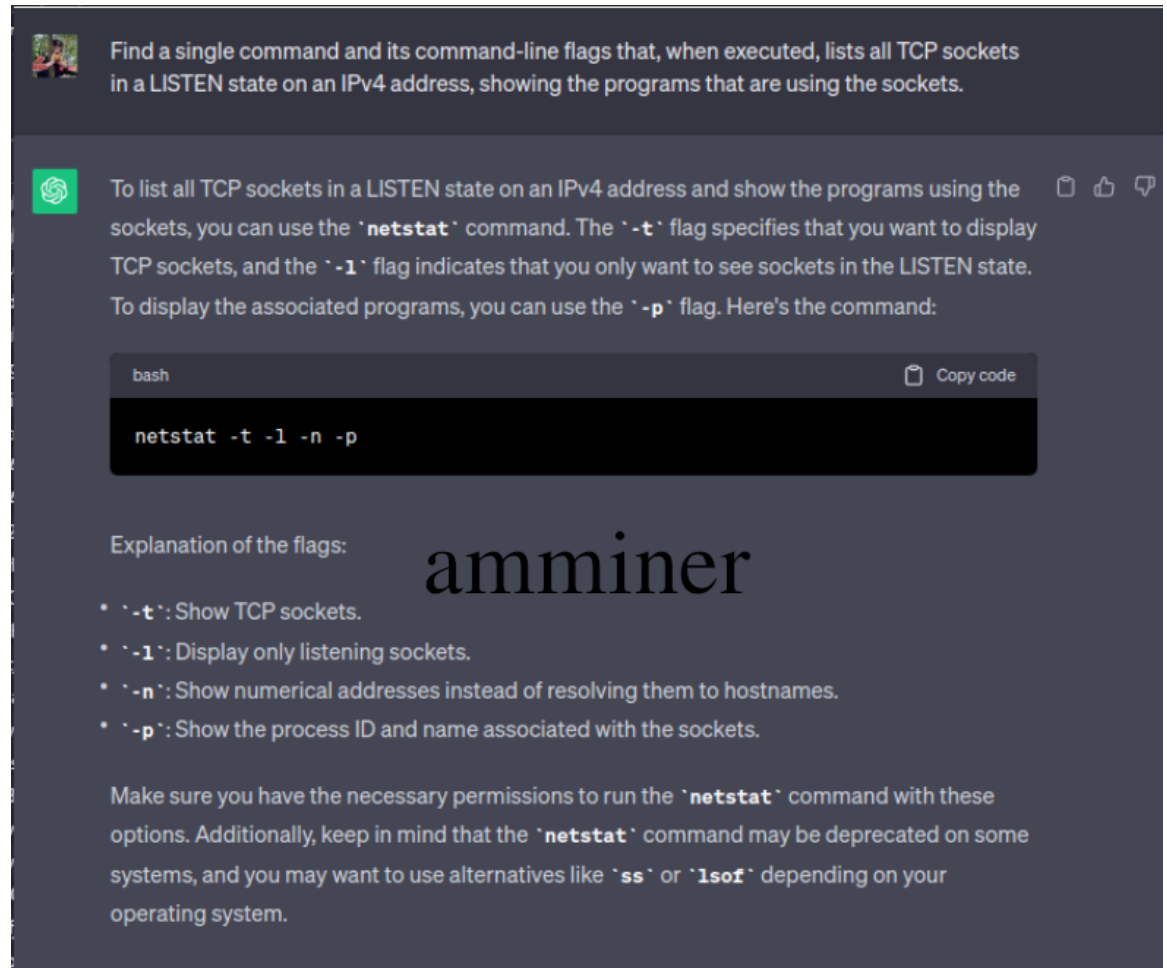 Find a single command and its command-line flags that, when executed, lists all TCP sockets
in a LISTEN state on an IPv4 address, showing the programs that are using the sockets.
To list all TCP sockets in a LISTEN state on an IPv4 address and show the programs using the
sockets, you can use the `netstat` command. The `-t` flag specifies that you want to display
TCP sockets, and the `-l` flag indicates that you only want to see sockets in the LISTEN state.
To display the associated programs, you can use the `-p` flag. Here's the command:
bash Copy code
netstat -t -l -n -p
Explanation of the flags:
amminer
• `-t`: Show TCP sockets.
• `-l`: Display only listening sockets.
• `-n`: Show numerical addresses instead of resolving them to hostnames.
• `-p`: Show the process ID and name associated with the sockets.
Make sure you have the necessary permissions to run the `netstat` command with these
options. Additionally, keep in mind that the `netstat` command may be deprecated on some
systems, and you may want to use alternatives like `ss` or `lsof` depending on your
operating system.